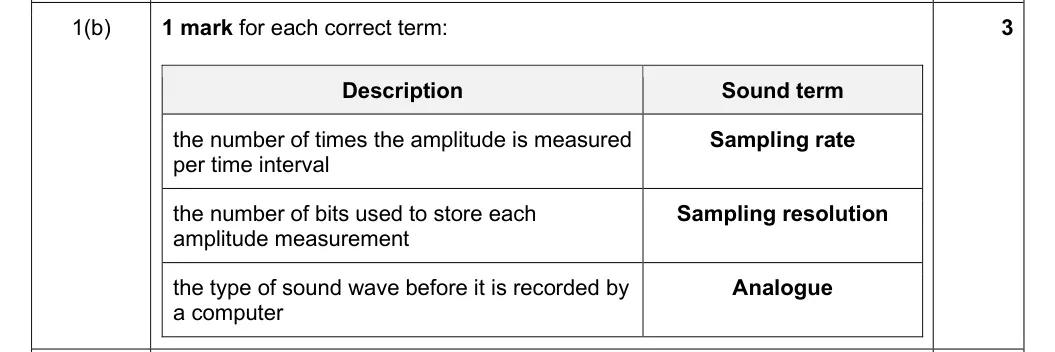 1(b) 1 mark for each correct term: 3
Description Sound term
the number of times the amplitude is measured Sampling rate
per time interval
the number of bits used to store each Sampling resolution
amplitude measurement
the type of sound wave before it is recorded by Analogue
a computer